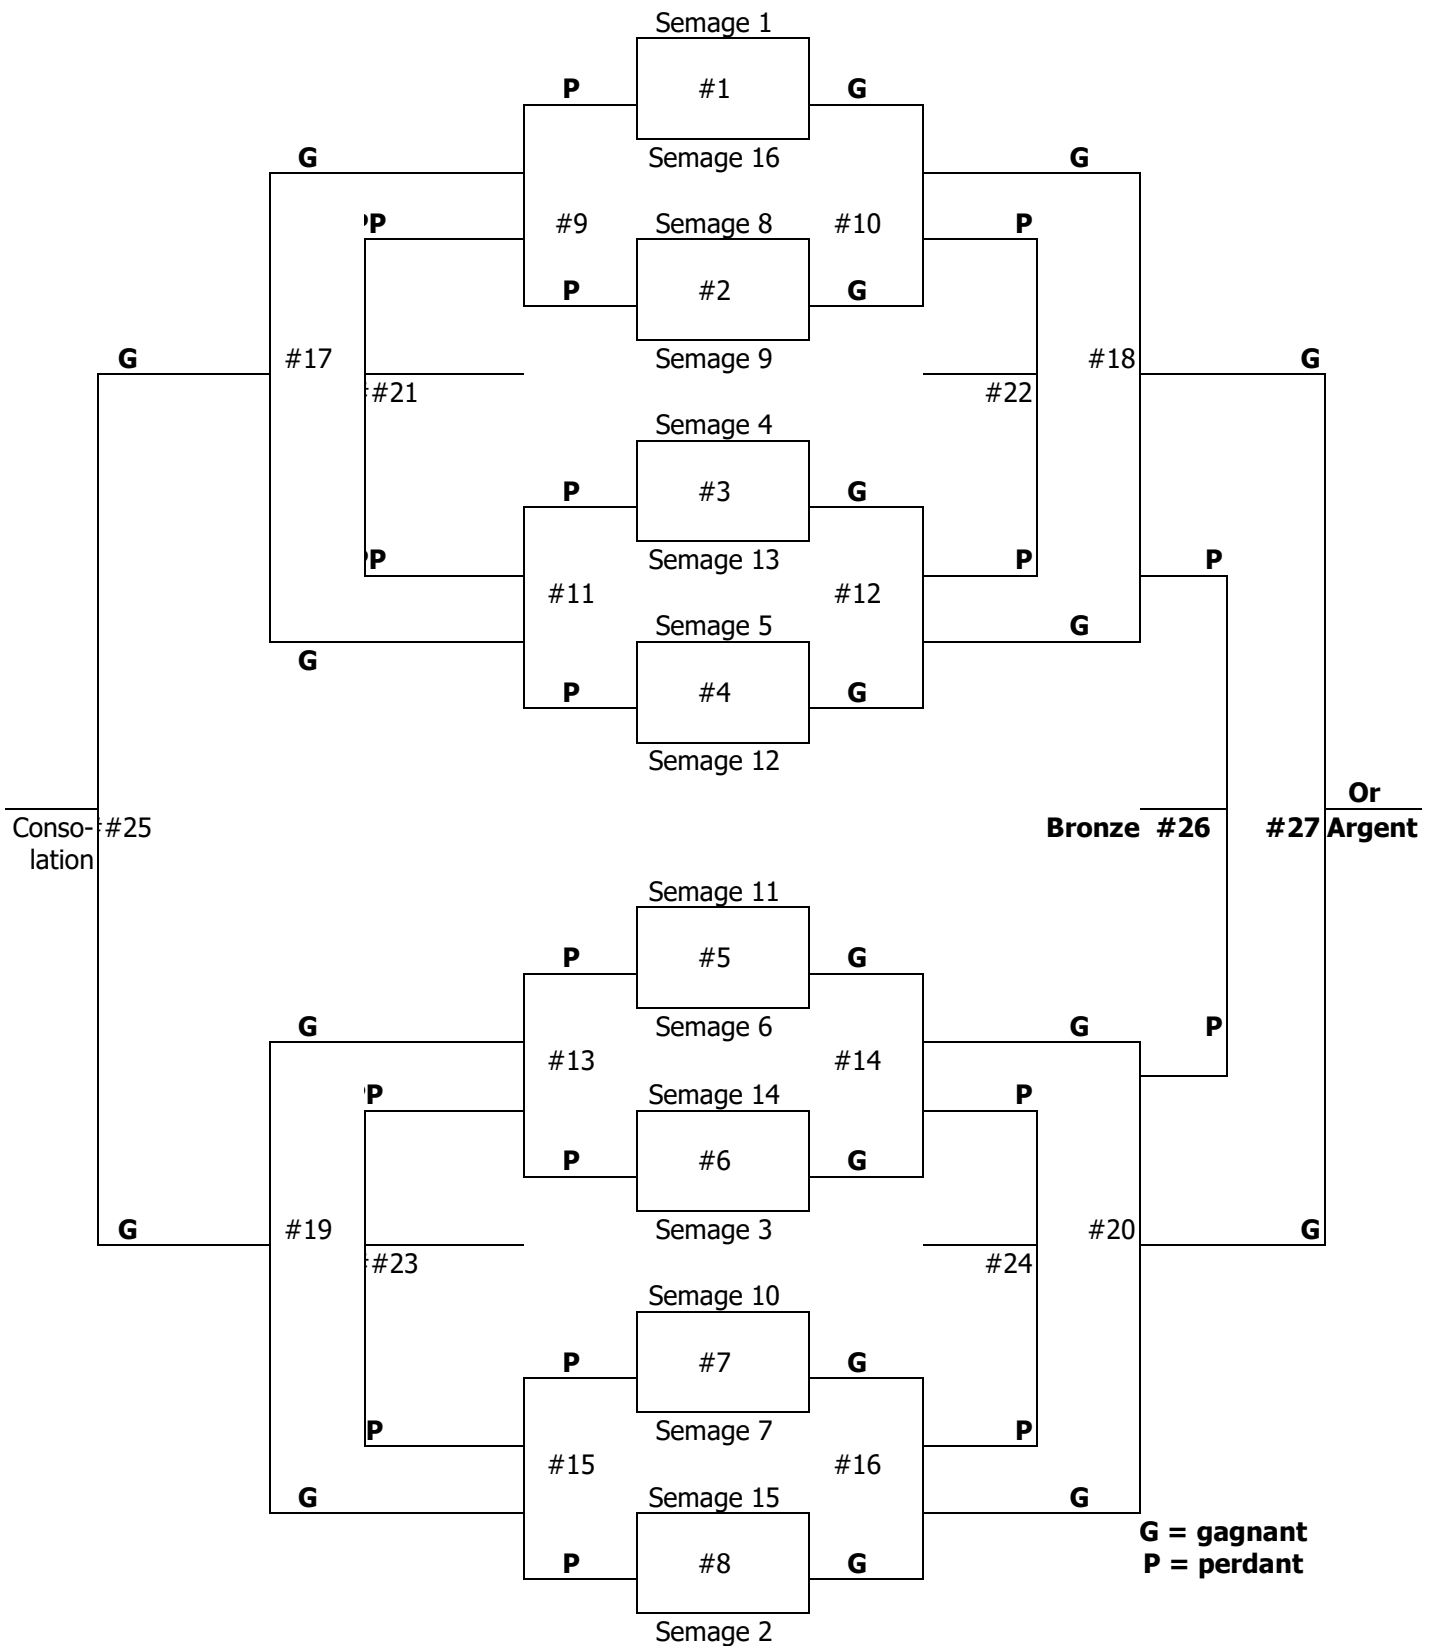 Semage 1
P #1 G
Semage 16
G G
PP #9 Semage 8 #10 P
P #2 G
G #17 Semage 9 #18 G
#21 #22
Semage 4
P #3 G
PP Semage 13 P P
#11 #12
Semage 5 G
G
P #4 G
Semage 12
Or
Conso- #25 Bronze #26 #27 Argent
lation
Semage 11
P #5 G
G Semage 6 G P
#13 #14
P Semage 14 P
P #6 G
G #19 Semage 3 #20 G
#23 #24
Semage 10
P #7 G
P Semage 7 P
#15 #16
G Semage 15 G
G = gagnant
P #8 G P = perdant
Semage 2